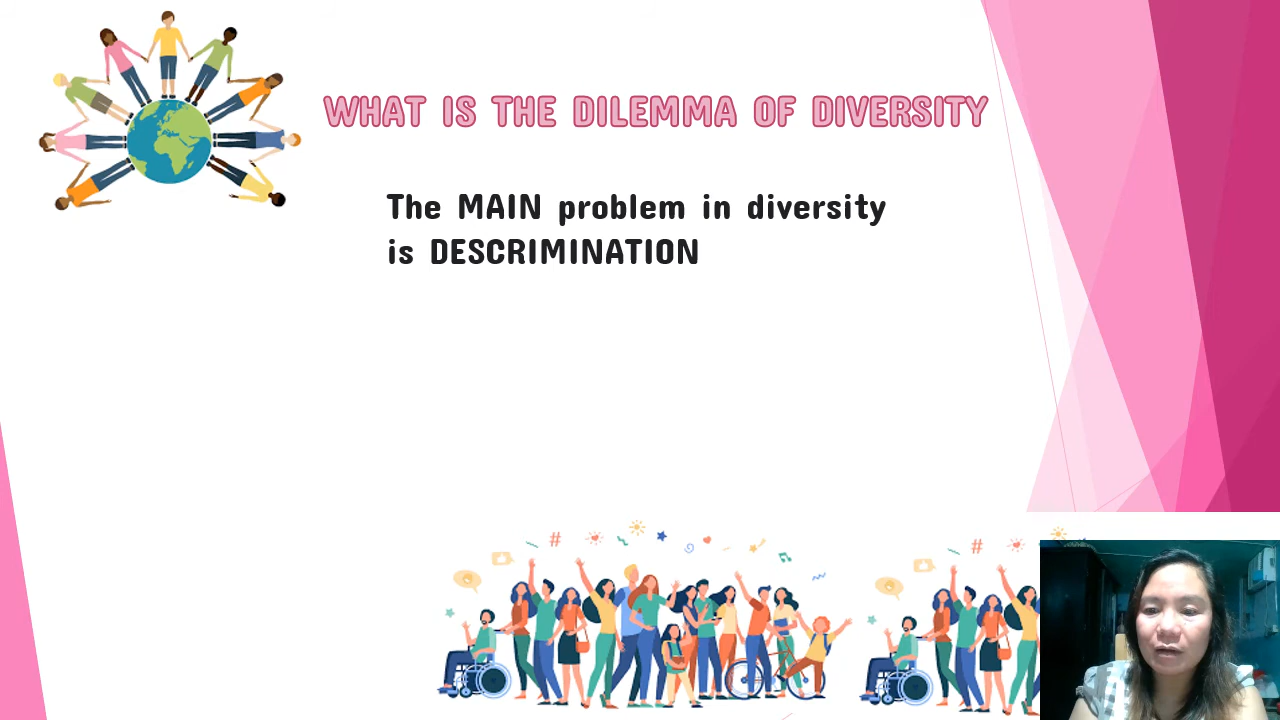 WHAT IS THE DILEMMA OF DIVERSITY
The MAIN problem in diversity
is DESCRIMINATION